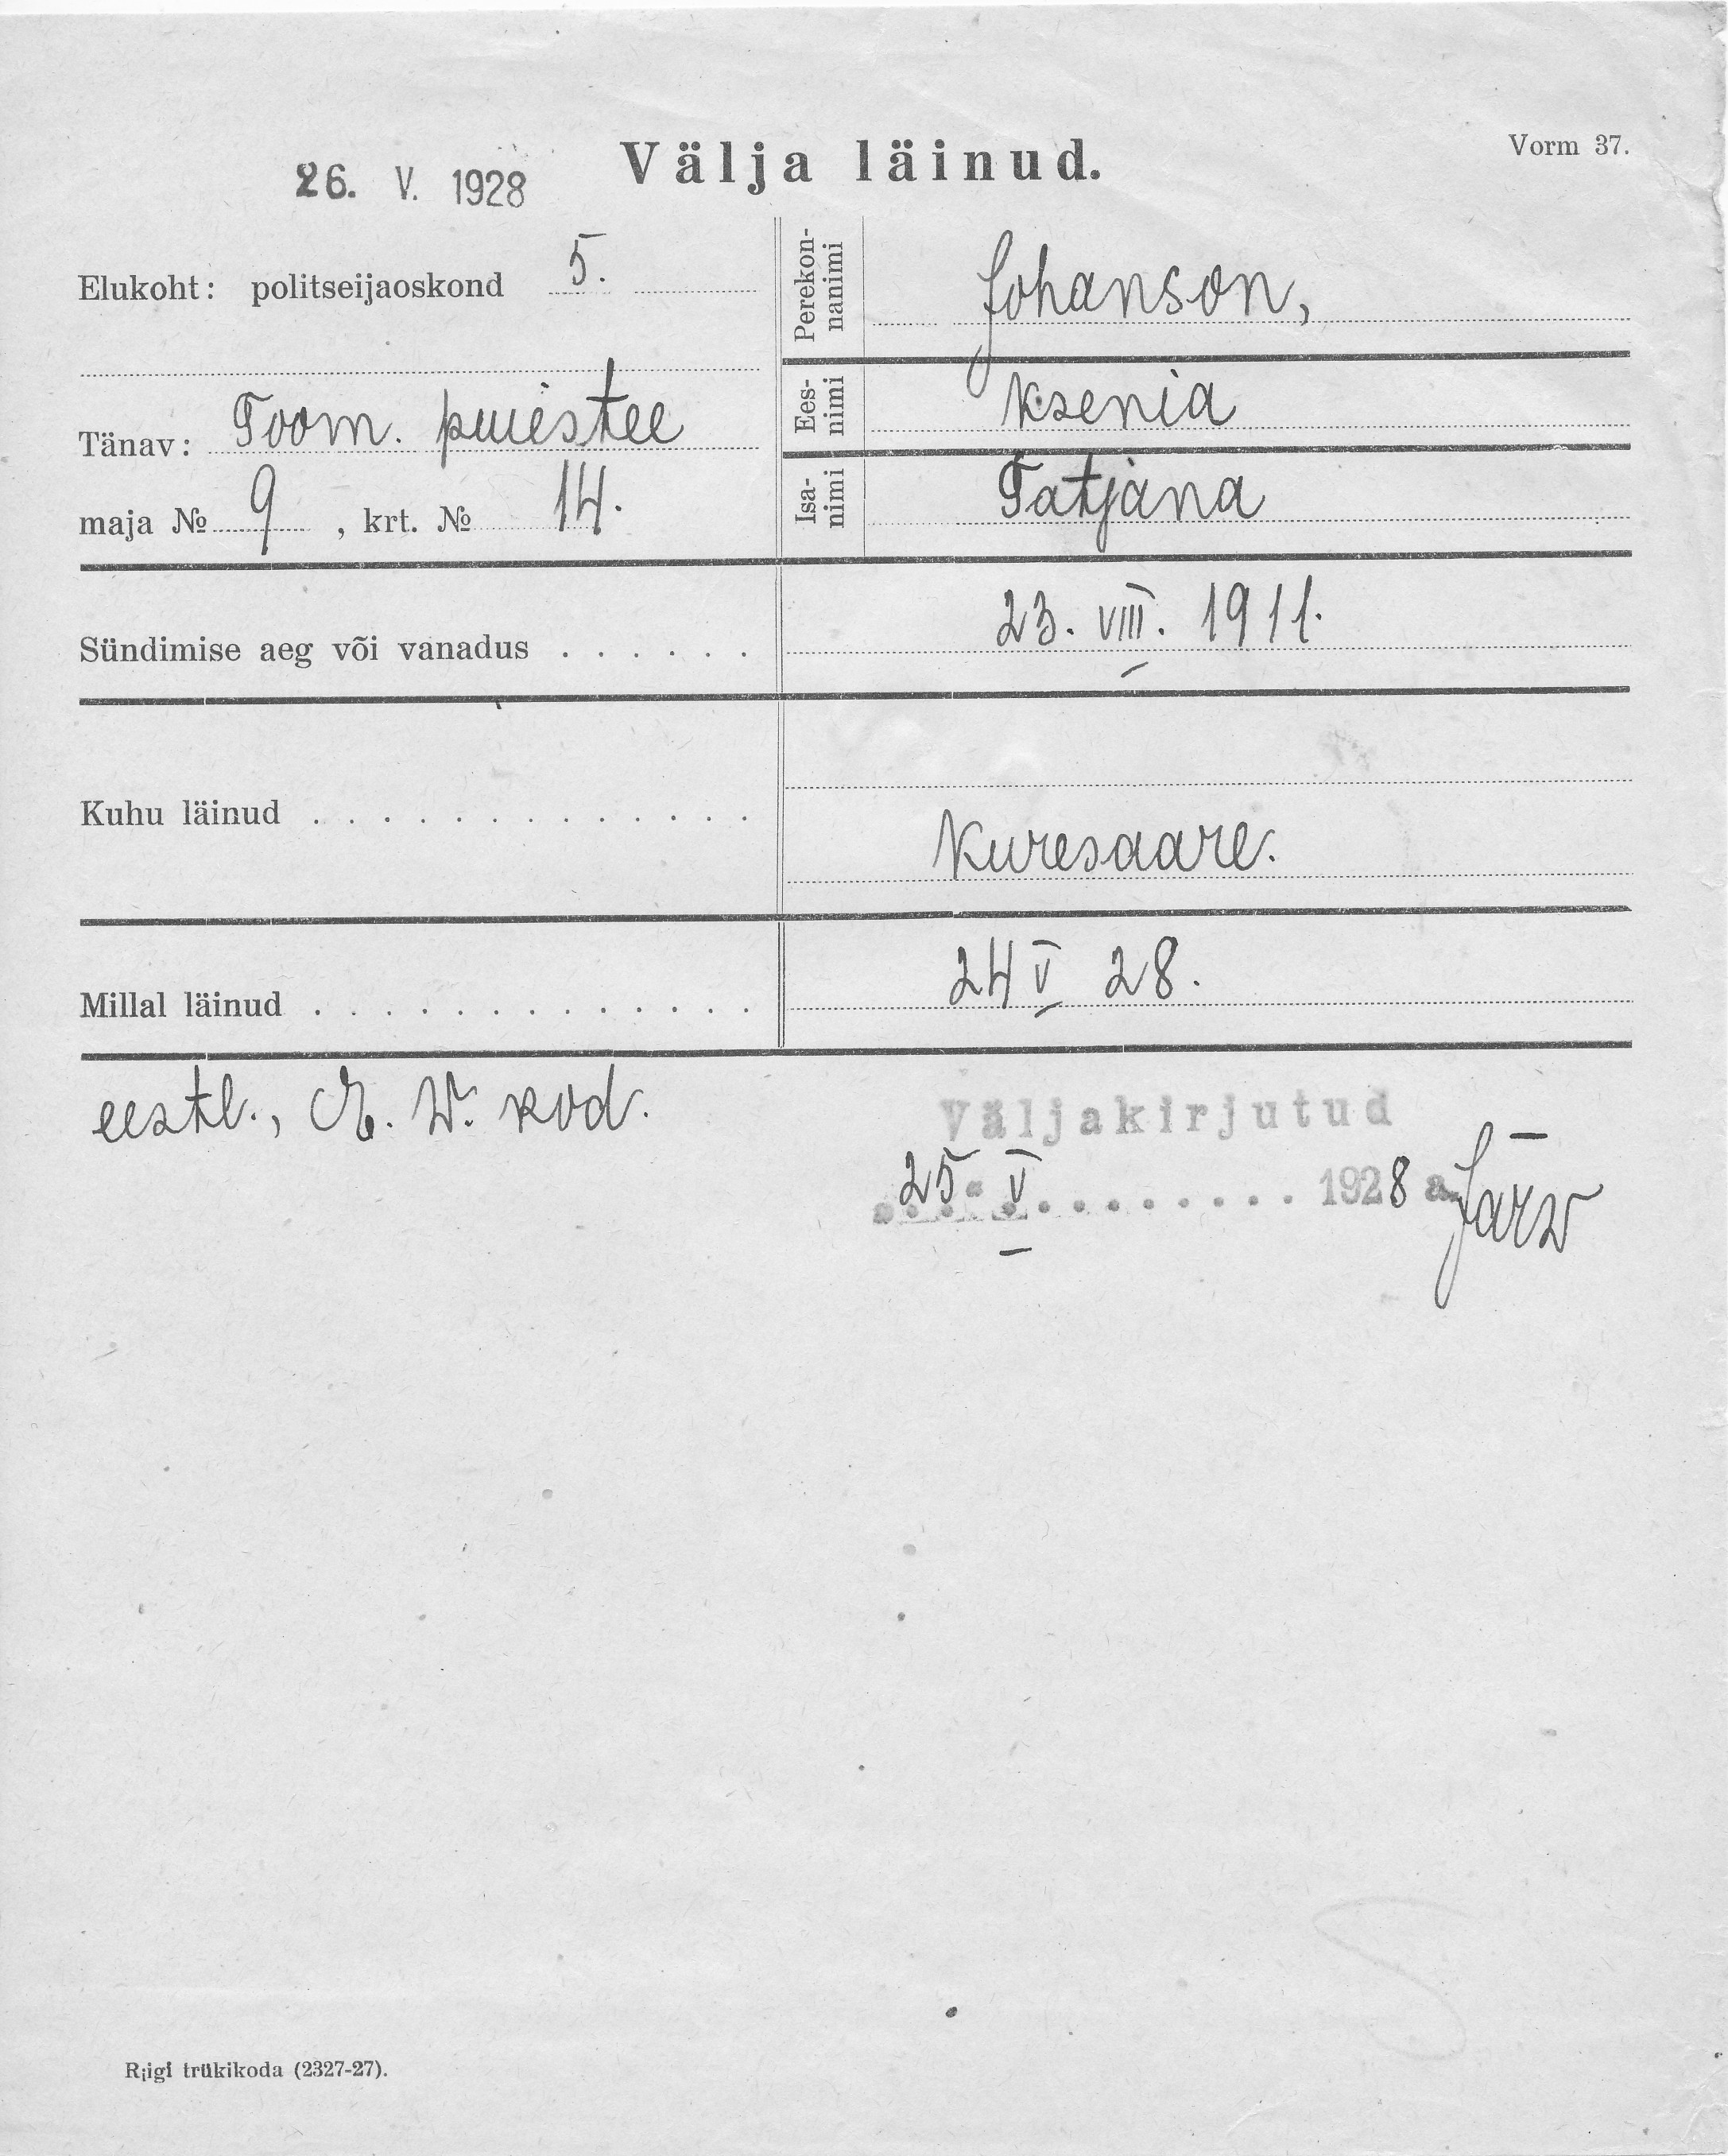 Vorm 37.
26. V. 1928
Välja läinud.
Elukoht: politseijaoskond 5.
Tänav: Toom. puiestee
maja № 9, krt. № 14.
Perekon-
nanimi
Johanson,
Ees-
nimi
Ksenia
Isa-
nimi
Tatjana
Sündimise aeg või vanadus . . . . . . 23. VIII. 1911.
Kuhu läinud . . . . . . . . . . . . . Kuresaare.
Millal läinud . . . . . . . . . . . . . 24 V 28.
eestl., E. W. kod.
Väljakirjutud
25. V . . . . . . . . 1928 a.
Järw
Riigi trükikoda (2327-27).